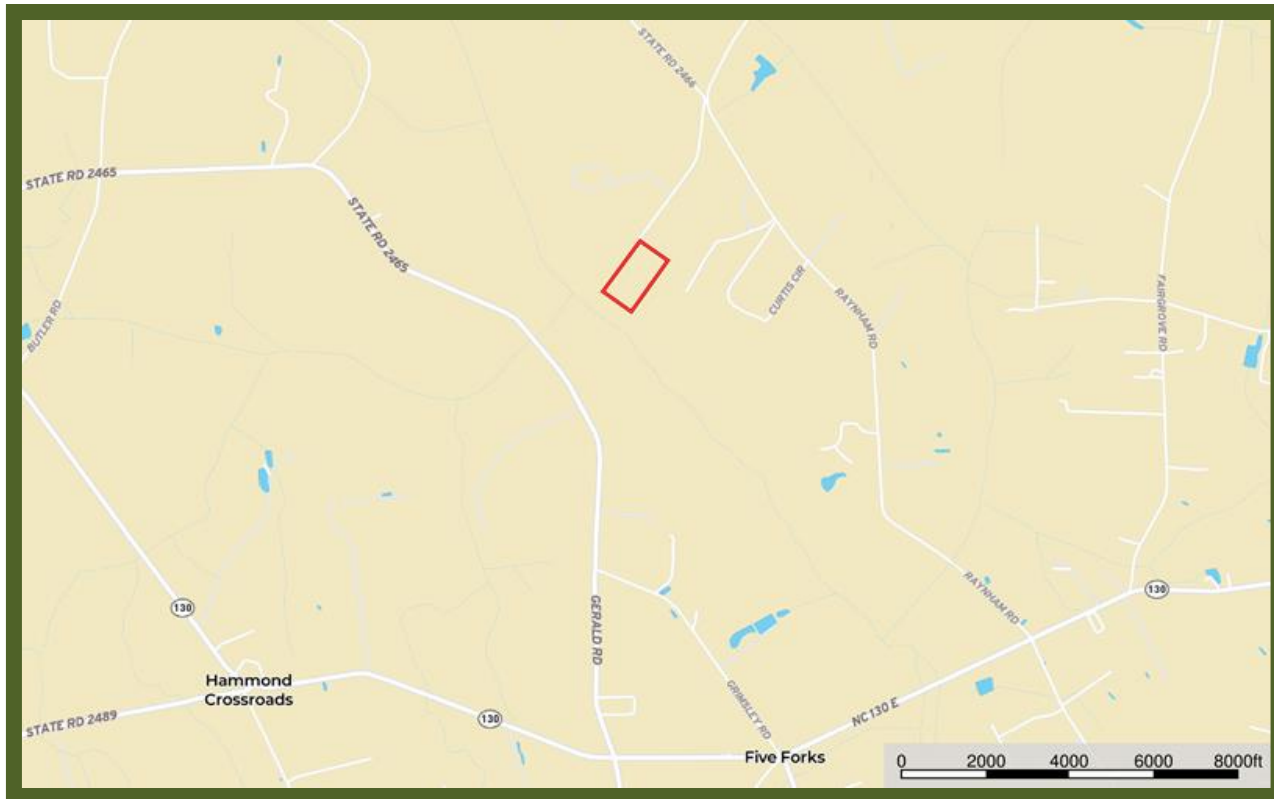 STATE RD 2466
STATE RD 2465
STATE RD 2465
CURTIS CIR
RAYNHAM RD
FAIRGROVE RD
BUTLER RD
130
GERALD RD
RAYNHAM RD
130
Hammond
Crossroads
GRIMSLEY RD
NC 130 E
STATE RD 2489
130
Five Forks
0 2000 4000 6000 8000ft